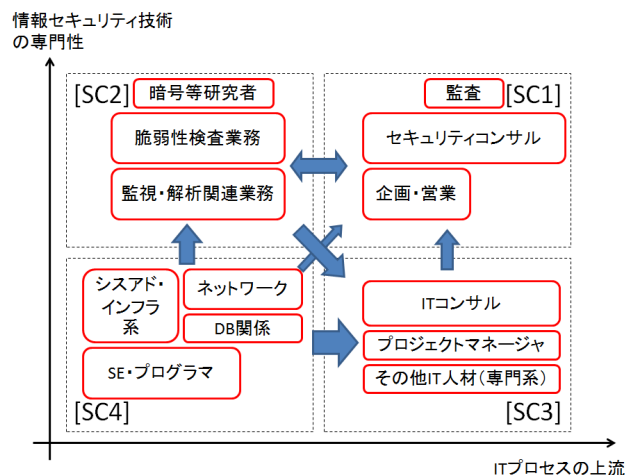 情報セキュリティ技術
の専門性
[SC2]
暗号等研究者
脆弱性検査業務
監視・解析関連業務
監査
[SC1]
セキュリティコンサル
企画・営業
シスアド・
インフラ
系
ネットワーク
DB関係
SE・プログラマ
[SC4]
ITコンサル
プロジェクトマネージャ
その他IT人材(専門系)
[SC3]
ITプロセスの上流